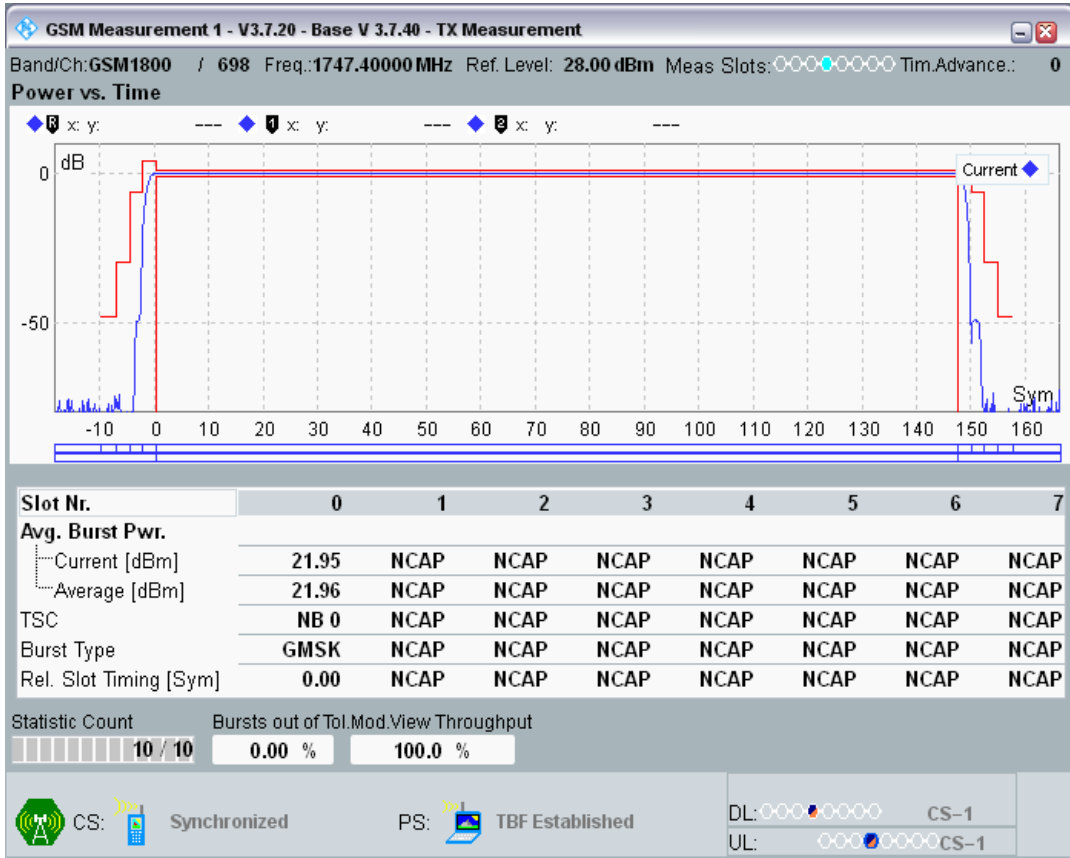 GSM Measurement 1 - V3.7.20 - Base V 3.7.40 - TX Measurement
Band/Ch:GSM1800 / 698 Freq.:1747.40000 MHz Ref. Level: 28.00 dBm Meas Slots: Tim.Advance.: 0
Power vs. Time
R x: y: --- 1 x: y: --- 2 x: y: ---
dB
0
Current
-50
Sym
-10 0 10 20 30 40 50 60 70 80 90 100 110 120 130 140 150 160
Slot Nr. 0 1 2 3 4 5 6 7
Avg. Burst Pwr.
Current [dBm] 21.95 NCAP NCAP NCAP NCAP NCAP NCAP NCAP
Average [dBm] 21.96 NCAP NCAP NCAP NCAP NCAP NCAP NCAP
TSC NB 0 NCAP NCAP NCAP NCAP NCAP NCAP NCAP
Burst Type GMSK NCAP NCAP NCAP NCAP NCAP NCAP NCAP
Rel. Slot Timing [Sym] 0.00 NCAP NCAP NCAP NCAP NCAP NCAP NCAP
Statistic Count Bursts out of Tol.Mod.View Throughput
10 / 10 0.00 % 100.0 %
CS: Synchronized PS: TBF Established
DL: CS-1
UL: CS-1